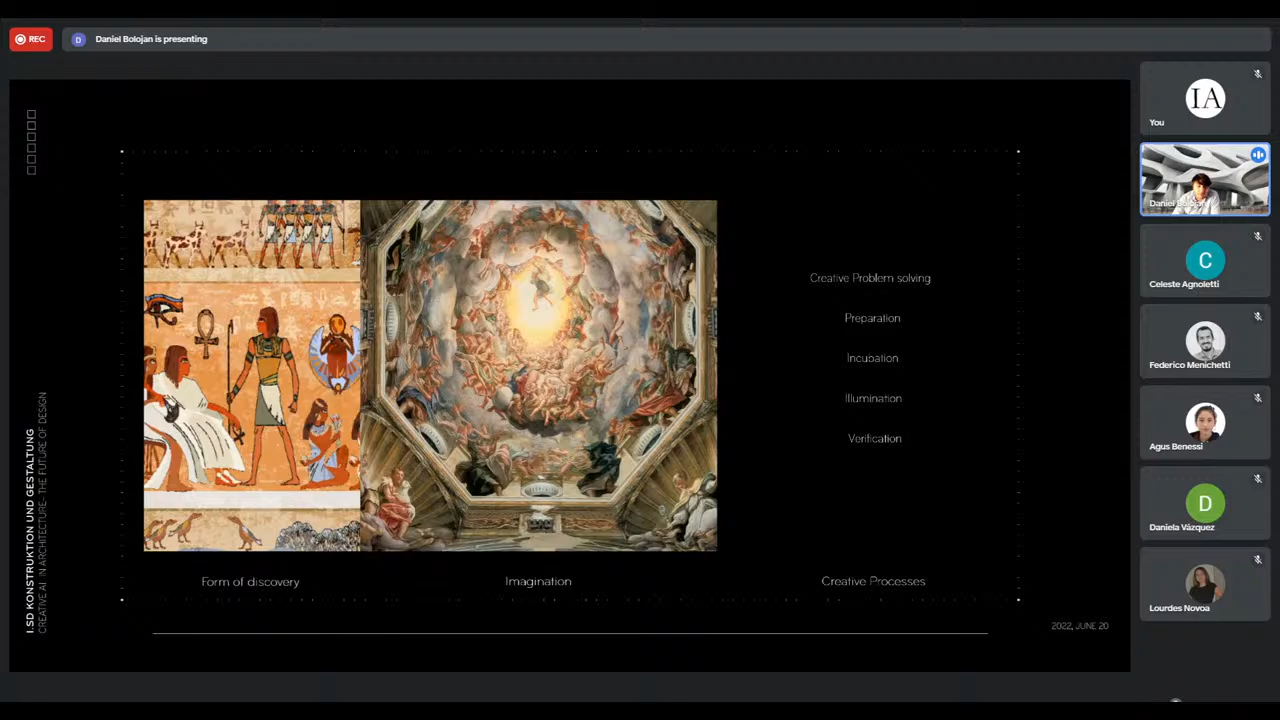 REC
D
Daniel Bolojan is presenting
I.SD KONSTRUKTION UND GESTALTUNG
CREATIVE AI IN ARCHITECTURE- THE FUTURE OF DESIGN
Creative Problem solving
Preparation
Incubation
Illumination
Verification
Form of discovery
Imagination
Creative Processes
2022, JUNE 20
IA
You
Daniel Bolojan
C
Celeste Agnoletti
Federico Menichetti
Agus Benessi
D
Daniela Vázquez
Lourdes Novoa